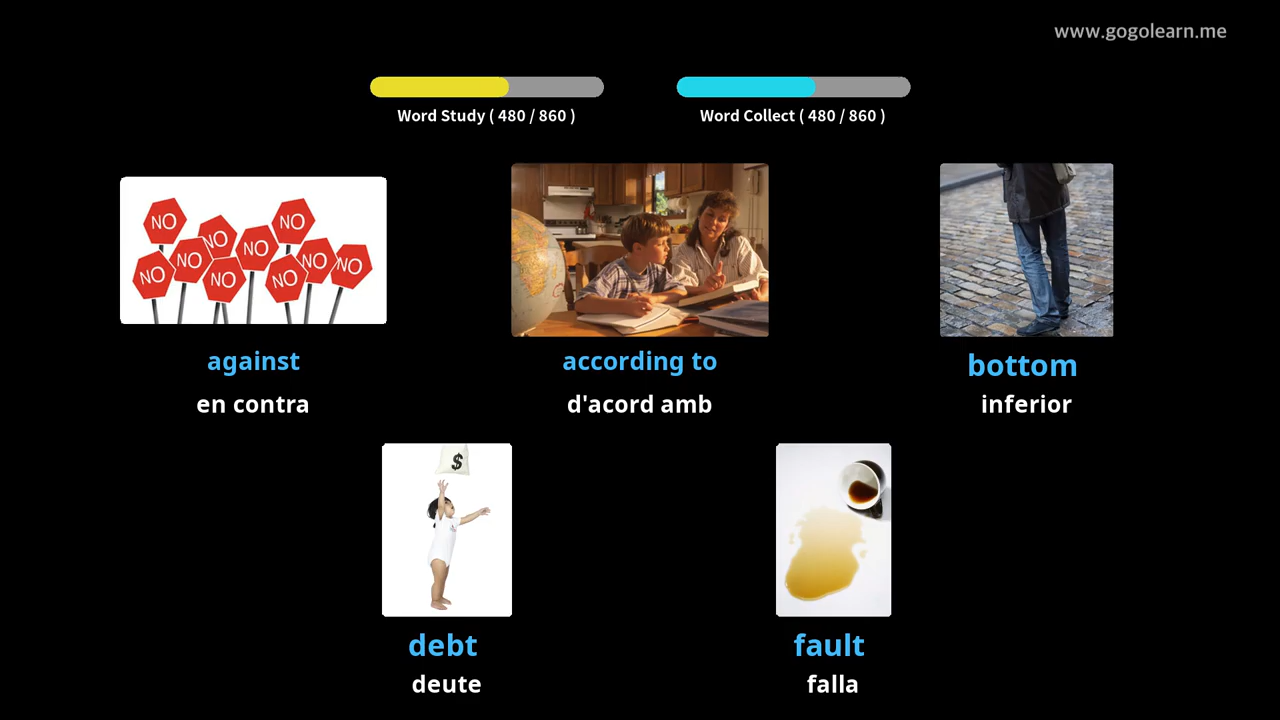 www.gogolearn.me
Word Study ( 480 / 860 )
Word Collect ( 480 / 860 )
NO
NO
NO
NO
NO
NO
NO
NO
NO
NO
against
according to
bottom
en contra
d'acord amb
inferior
$
debt
fault
deute
falla